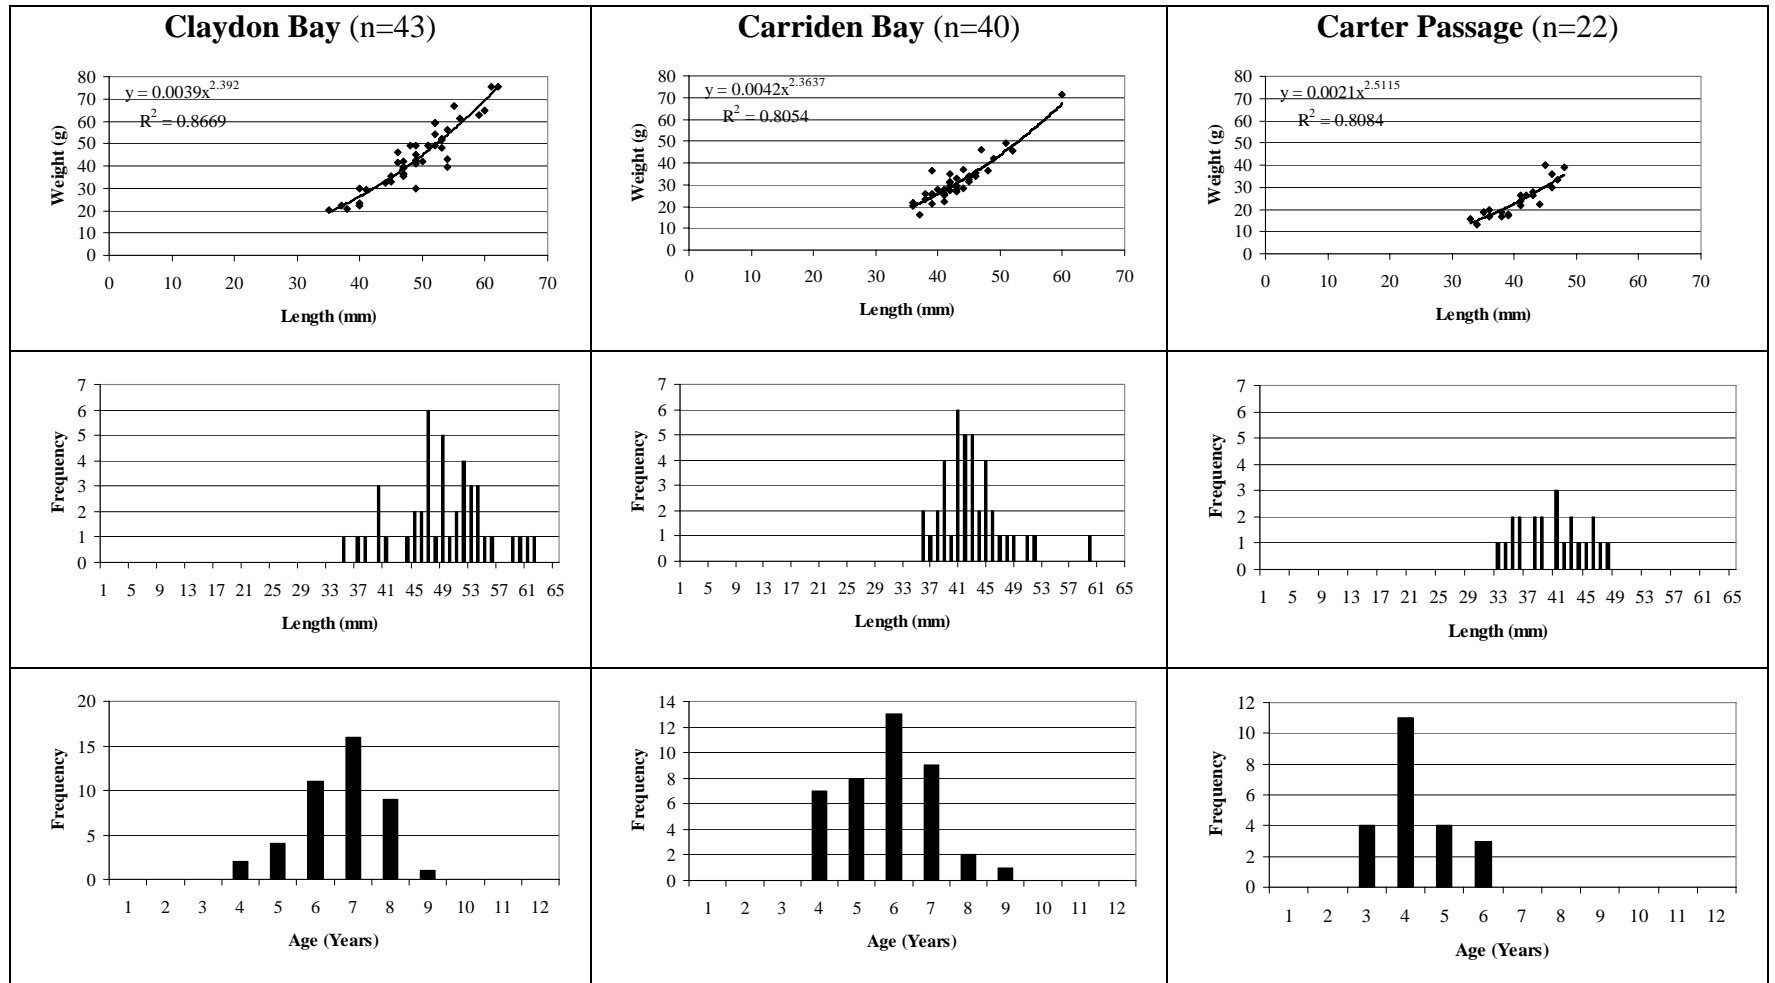 Claydon Bay (n=43)
Carriden Bay (n=40)
Carter Passage (n=22)
y = 0.0039x^2.392
R² = 0.8669
Weight (g)
80
70
60
50
40
30
20
10
0
0 10 20 30 40 50 60 70
Length (mm)
y = 0.0042x^2.3637
R² = 0.8054
Weight (g)
80
70
60
50
40
30
20
10
0
0 10 20 30 40 50 60 70
Length (mm)
y = 0.0021x^2.5115
R² = 0.8084
Weight (g)
80
70
60
50
40
30
20
10
0
0 10 20 30 40 50 60 70
Length (mm)
Frequency
7
6
5
4
3
2
1
0
1 5 9 13 17 21 25 29 33 37 41 45 49 53 57 61 65
Length (mm)
Frequency
7
6
5
4
3
2
1
0
1 5 9 13 17 21 25 29 33 37 41 45 49 53 57 61 65
Length (mm)
Frequency
7
6
5
4
3
2
1
0
1 5 9 13 17 21 25 29 33 37 41 45 49 53 57 61 65
Length (mm)
Frequency
20
15
10
5
0
1 2 3 4 5 6 7 8 9 10 11 12
Age (Years)
Frequency
14
12
10
8
6
4
2
0
1 2 3 4 5 6 7 8 9 10 11 12
Age (Years)
Frequency
12
10
8
6
4
2
0
1 2 3 4 5 6 7 8 9 10 11 12
Age (Years)